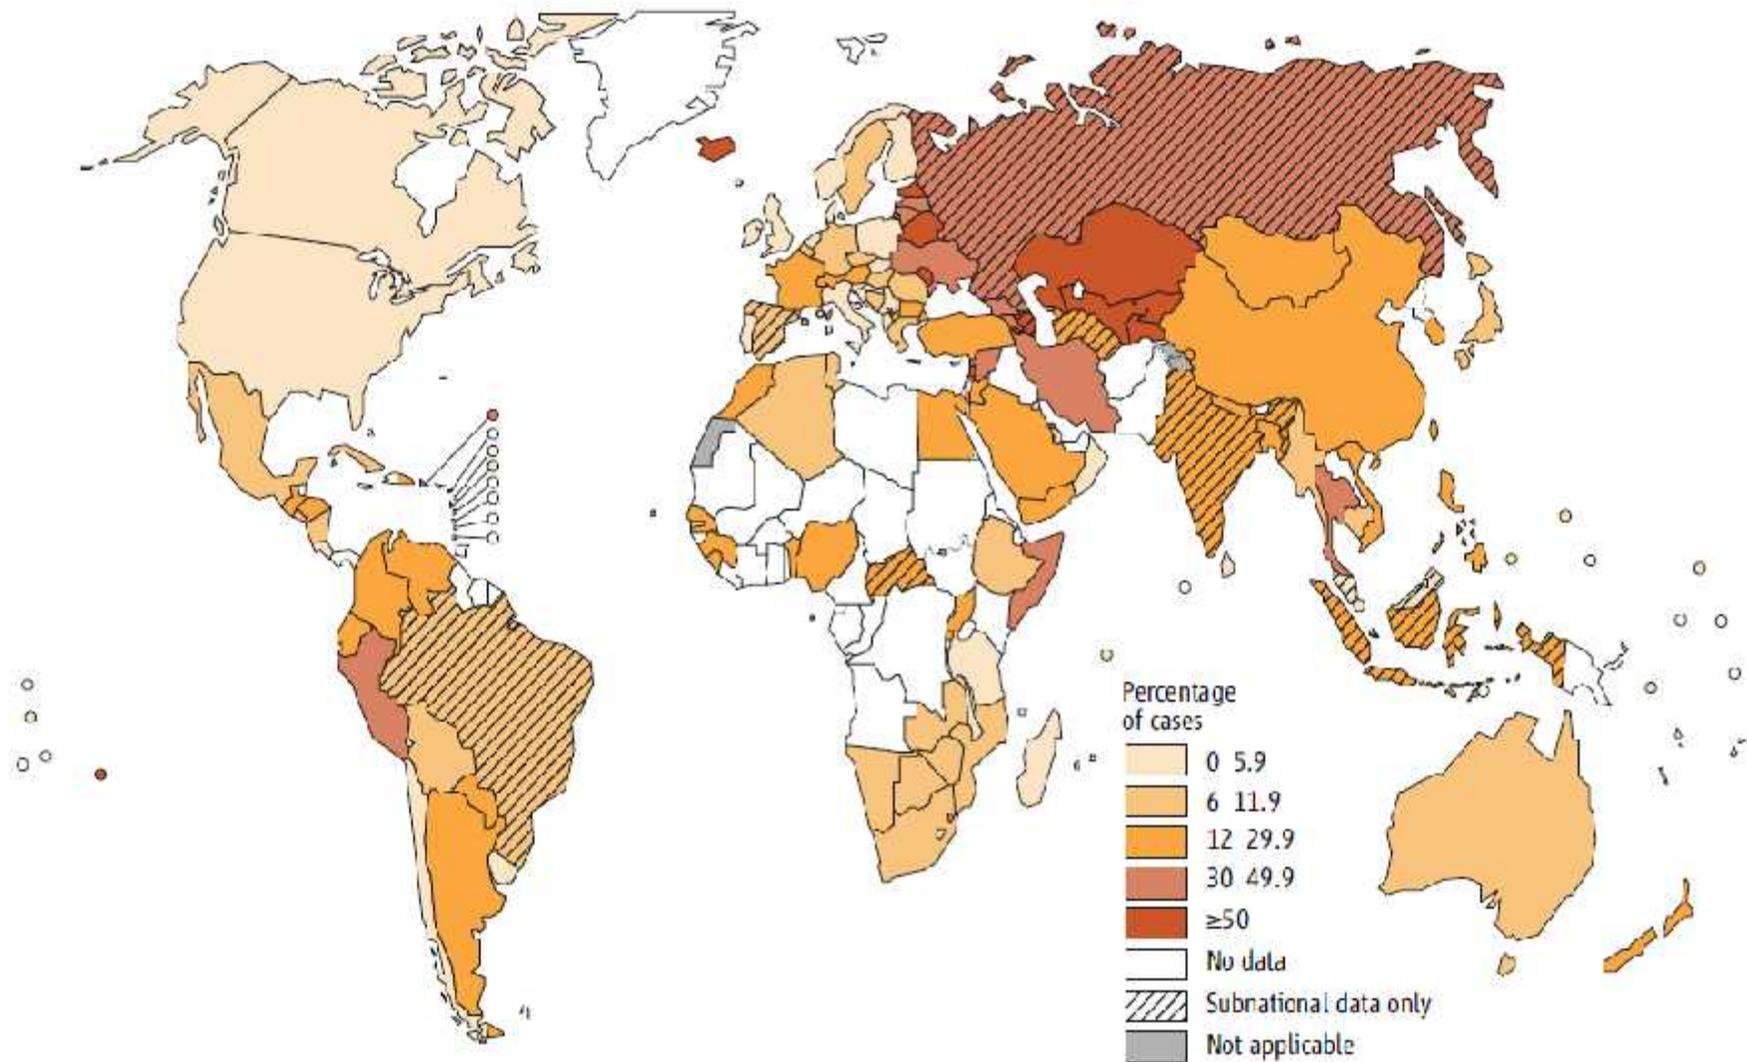 Percentage
of cases
0 5.9
6 11.9
12 29.9
30 49.9
≥50
No data
Subnational data only
Not applicable